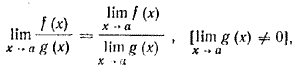 lim_{x → a} f (x) / g (x) = lim_{x → a} f (x) / lim_{x → a} g (x) , [lim_{x → a} g (x) ≠ 0],